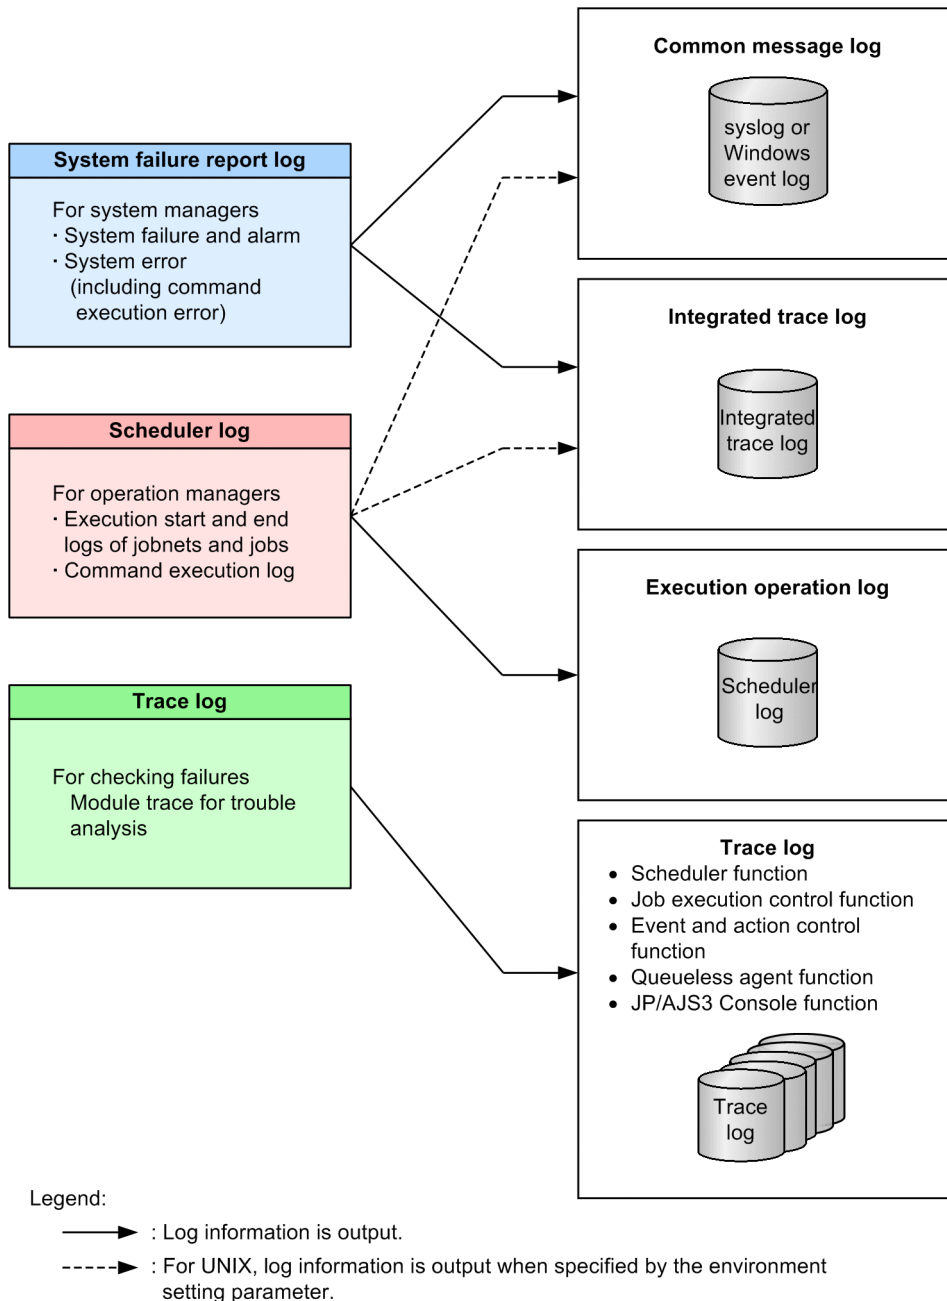 Common message log
syslog or
Windows
event log
System failure report log
For system managers
· System failure and alarm
· System error
(including command
execution error)
Integrated trace log
Integrated
trace log
Scheduler log
For operation managers
· Execution start and end
logs of jobnets and jobs
· Command execution log
Execution operation log
Scheduler
log
Trace log
For checking failures
Module trace for trouble
analysis
Trace log
• Scheduler function
• Job execution control function
• Event and action control
function
• Queueless agent function
• JP/AJS3 Console function
Trace
log
Legend:
: Log information is output.
: For UNIX, log information is output when specified by the environment
setting parameter.